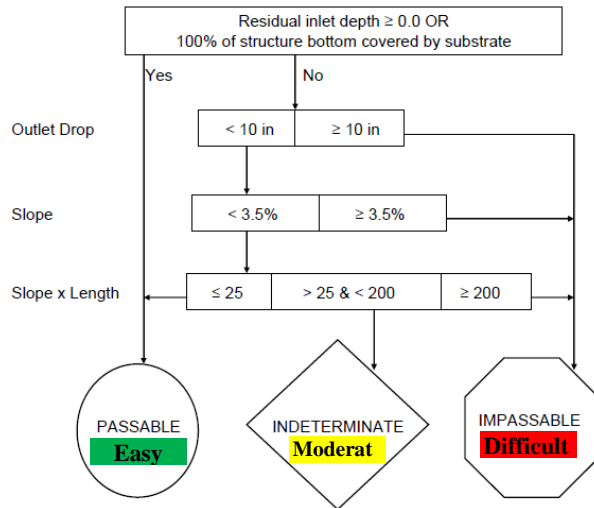 Residual inlet depth ≥ 0.0 OR
100% of structure bottom covered by substrate
Yes No
Outlet Drop < 10 in ≥ 10 in
Slope < 3.5% ≥ 3.5%
Slope x Length ≤ 25 > 25 & < 200 ≥ 200
PASSABLE INDETERMINATE IMPASSABLE
Easy Moderat Difficult